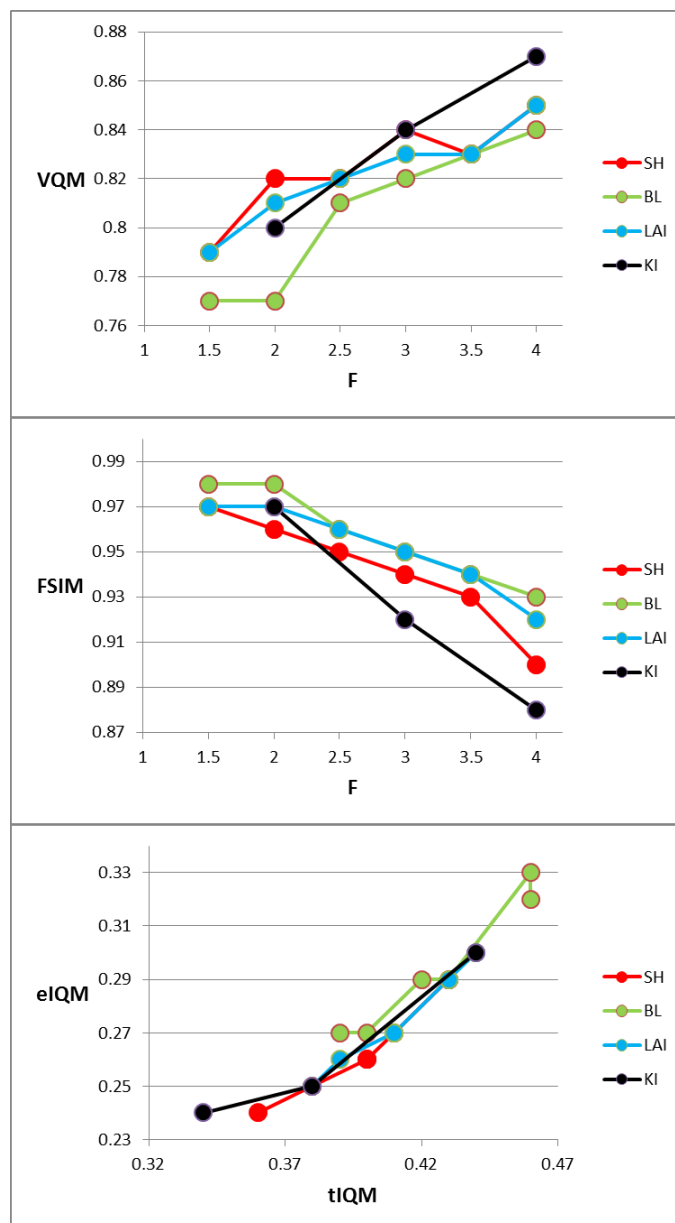 0.88
0.86
0.84
0.82
0.8
0.78
0.76
VQM
1 1.5 2 2.5 3 3.5 4
F
SH
BL
LAI
KI
0.99
0.97
0.95
0.93
0.91
0.89
0.87
FSIM
1 1.5 2 2.5 3 3.5 4
F
SH
BL
LAI
KI
0.33
0.31
0.29
0.27
0.25
0.23
eIQM
0.32 0.37 0.42 0.47
tIQM
SH
BL
LAI
KI